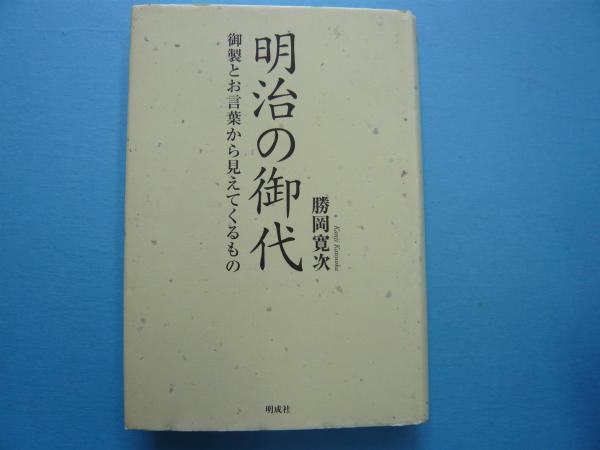 明治の御代
御製とお言葉から見えてくるもの
勝岡寛次
Kanji Katsuoka
明成社